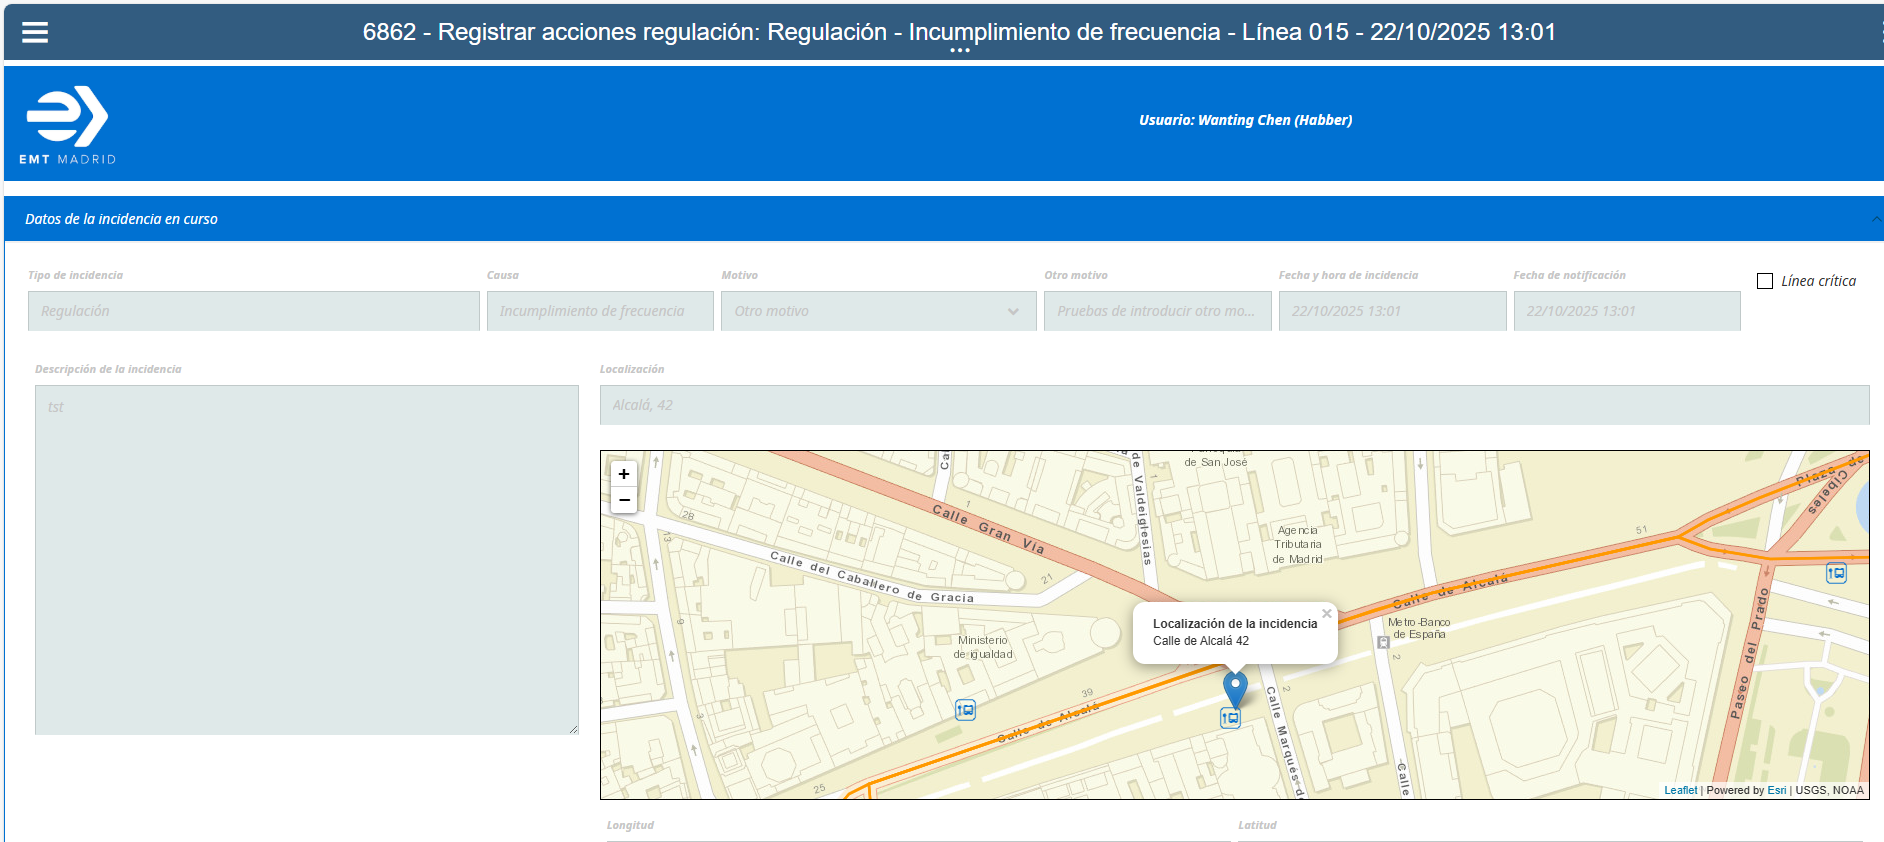 6862 - Registrar acciones regulación: Regulación - Incumplimiento de frecuencia - Línea 015 - 22/10/2025 13:01
EMT MADRID
Usuario: Wanting Chen (Habber)
Datos de la incidencia en curso
Tipo de incidencia
Causa
Motivo
Otro motivo
Fecha y hora de incidencia
Fecha de notificación
Línea crítica
Regulación
Incumplimiento de frecuencia
Otro motivo
Pruebas de introducir otro mo...
22/10/2025 13:01
22/10/2025 13:01
Descripción de la incidencia
tst
Localización
Alcalá, 42
+
−
de San José
de Valdeiglesias
1
Calle Gran Vía
1
28
13
Calle del Caballero de Gracia
21
9
Agencia
Tributaria
de Madrid
51
Plaza de
Cibeles
Calle de Alcalá
Metro-Banco
de España
2
Paseo del Prado
Localización de la incidencia
×
Calle de Alcalá 42
Ministerio
de igualdad
39
Calle de Alcalá
3
25
2
Calle Marqués de
Calle
Leaflet | Powered by Esri | USGS, NOAA
Longitud
Latitud